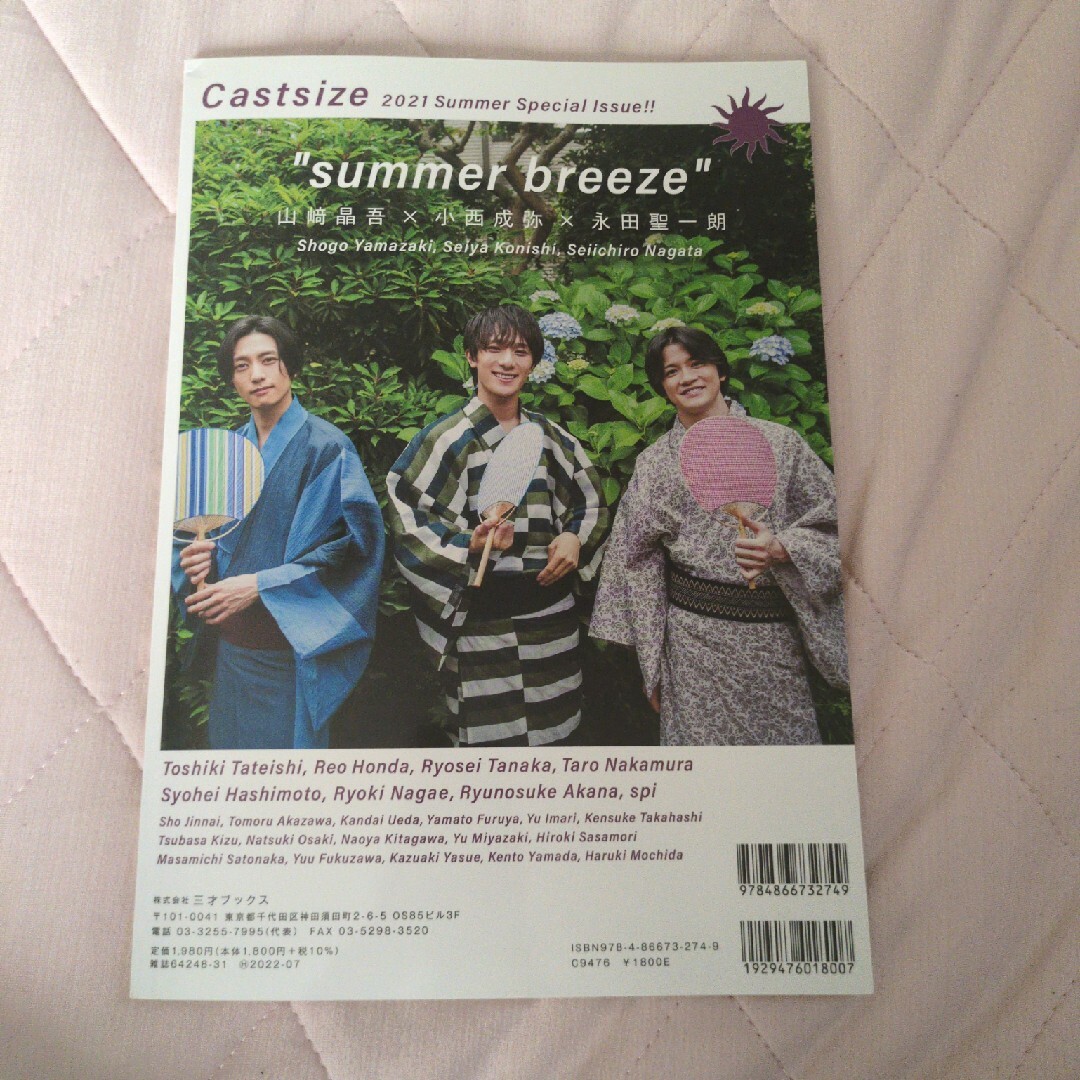 Castsize 2021 Summer Special Issue!!
"summer breeze"
山﨑晶吾 × 小西成弥 × 永田聖一朗
Shogo Yamazaki, Seiya Konishi, Seiichiro Nagata
Toshiki Tateishi, Reo Honda, Ryosei Tanaka, Taro Nakamura
Syohei Hashimoto, Ryoki Nagae, Ryunosuke Akana, spi
Sho Jinnai, Tomoru Akazawa, Kandai Ueda, Yamato Furuya, Yu Imari, Kensuke Takahashi
Tsubasa Kizu, Natsuki Osaki, Naoya Kitagawa, Yu Miyazaki, Hiroki Sasamori
Masamichi Satonaka, Yuu Fukuzawa, Kazuaki Yasue, Kento Yamada, Haruki Mochida
9784866732749
株式会社 三才ブックス
〒101-0041 東京都千代田区神田須田町2-6-5 OS85ビル3F
電話 03-3255-7995(代表) FAX 03-5298-3520
定価1,980円(本体1,800円+税10%)
雑誌64248-31 Ⓗ2022-07
ISBN978-4-86673-274-9
C9476 ¥1800E
1929476018007